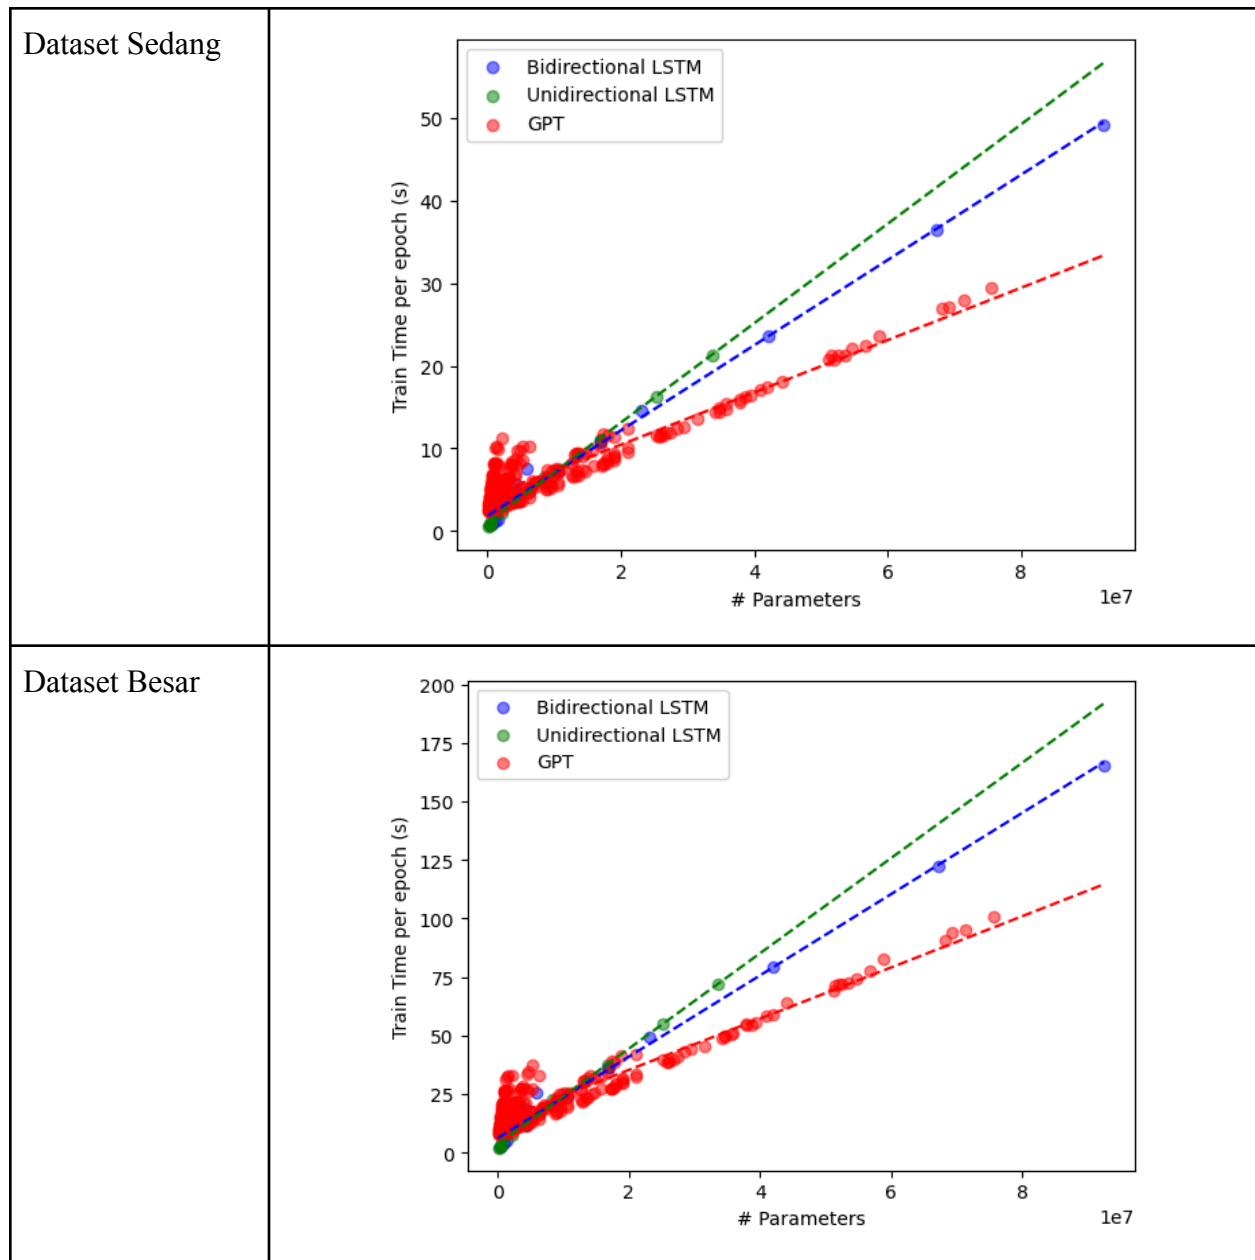 Dataset Sedang
Bidirectional LSTM
Unidirectional LSTM
GPT
Train Time per epoch (s)
50
40
30
20
10
0
0 2 4 6 8
1e7
# Parameters
Dataset Besar
Bidirectional LSTM
Unidirectional LSTM
GPT
Train Time per epoch (s)
200
175
150
125
100
75
50
25
0
0 2 4 6 8
1e7
# Parameters